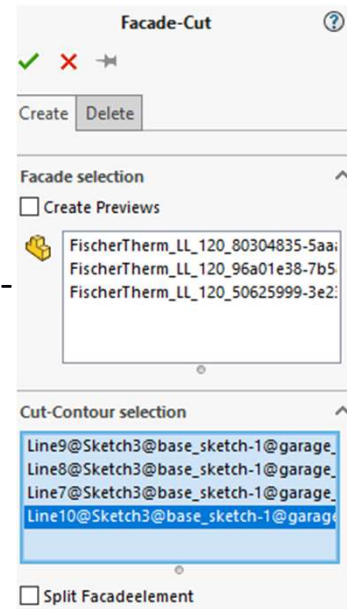 Facade-Cut
Create Delete
Facade selection
Create Previews
FischerTherm_LL_120_80304835-5aa
FischerTherm_LL_120_96a01e38-7b5
FischerTherm_LL_120_50625999-3e2
Cut-Contour selection
Line9@Sketch3@base_sketch-1@garage_
Line8@Sketch3@base_sketch-1@garage_
Line7@Sketch3@base_sketch-1@garage_
Line10@Sketch3@base_sketch-1@garage
Split Facadeelement